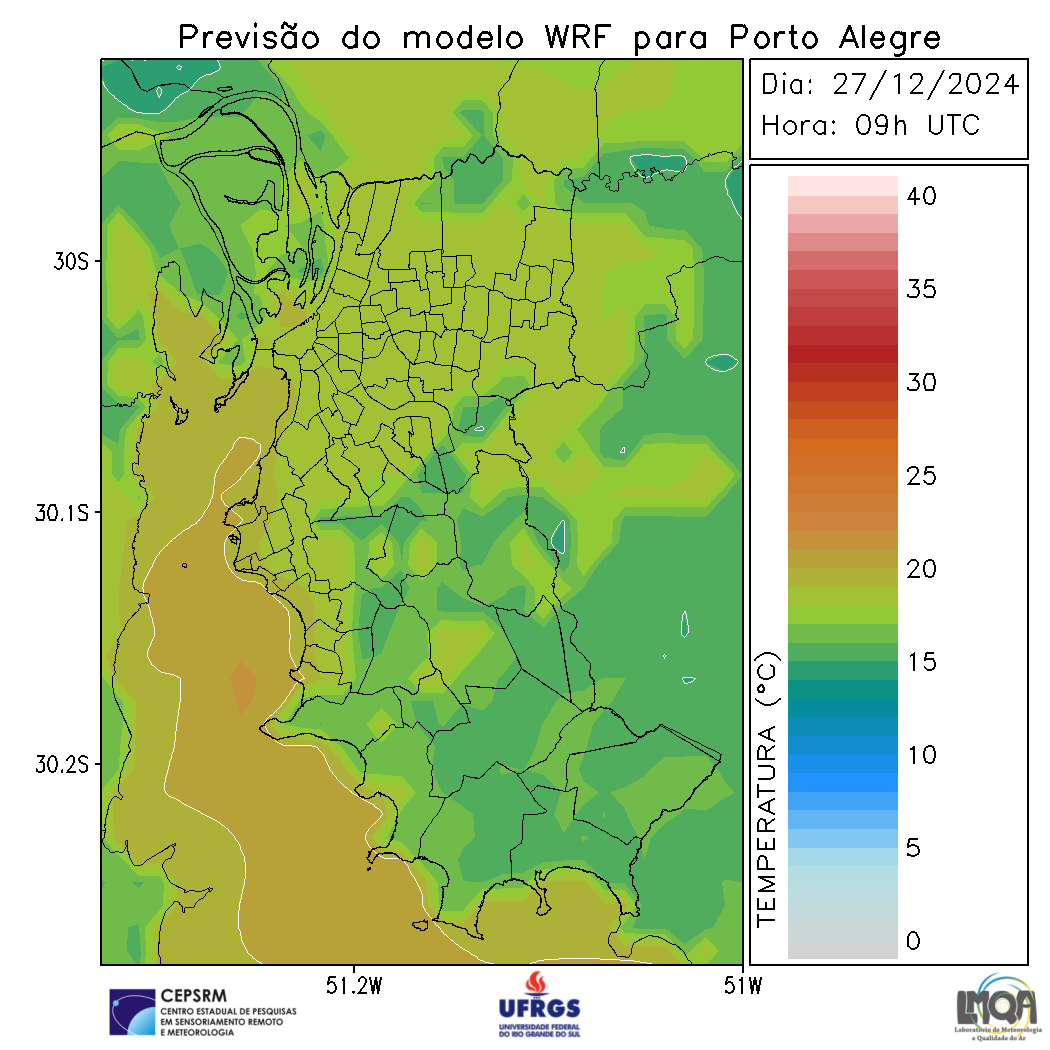 Previsão do modelo WRF para Porto Alegre
Dia: 27/12/2024
Hora: 09h UTC
40
35
30
25
20
15
10
5
0
TEMPERATURA (°C)
30S
30.1S
30.2S
51.2W
51W
CEPSRM
CENTRO ESTADUAL DE PESQUISAS
EM SENSORIAMENTO REMOTO
E METEOROLOGIA
UFRGS
UNIVERSIDADE FEDERAL
DO RIO GRANDE DO SUL
LMQA
Laboratório de Meteorologia
e Qualidade do Ar